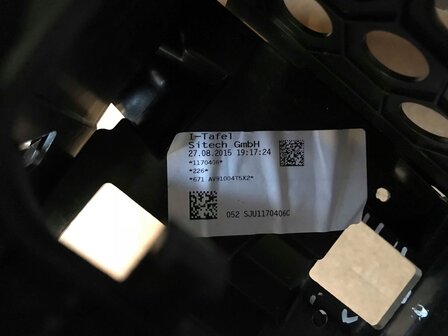 I-Tafel
Sitech GmbH
27.08.2015 19:17:24
*1170406*
*226*
*671 AV91004T5X2*
052 SJU1170406C